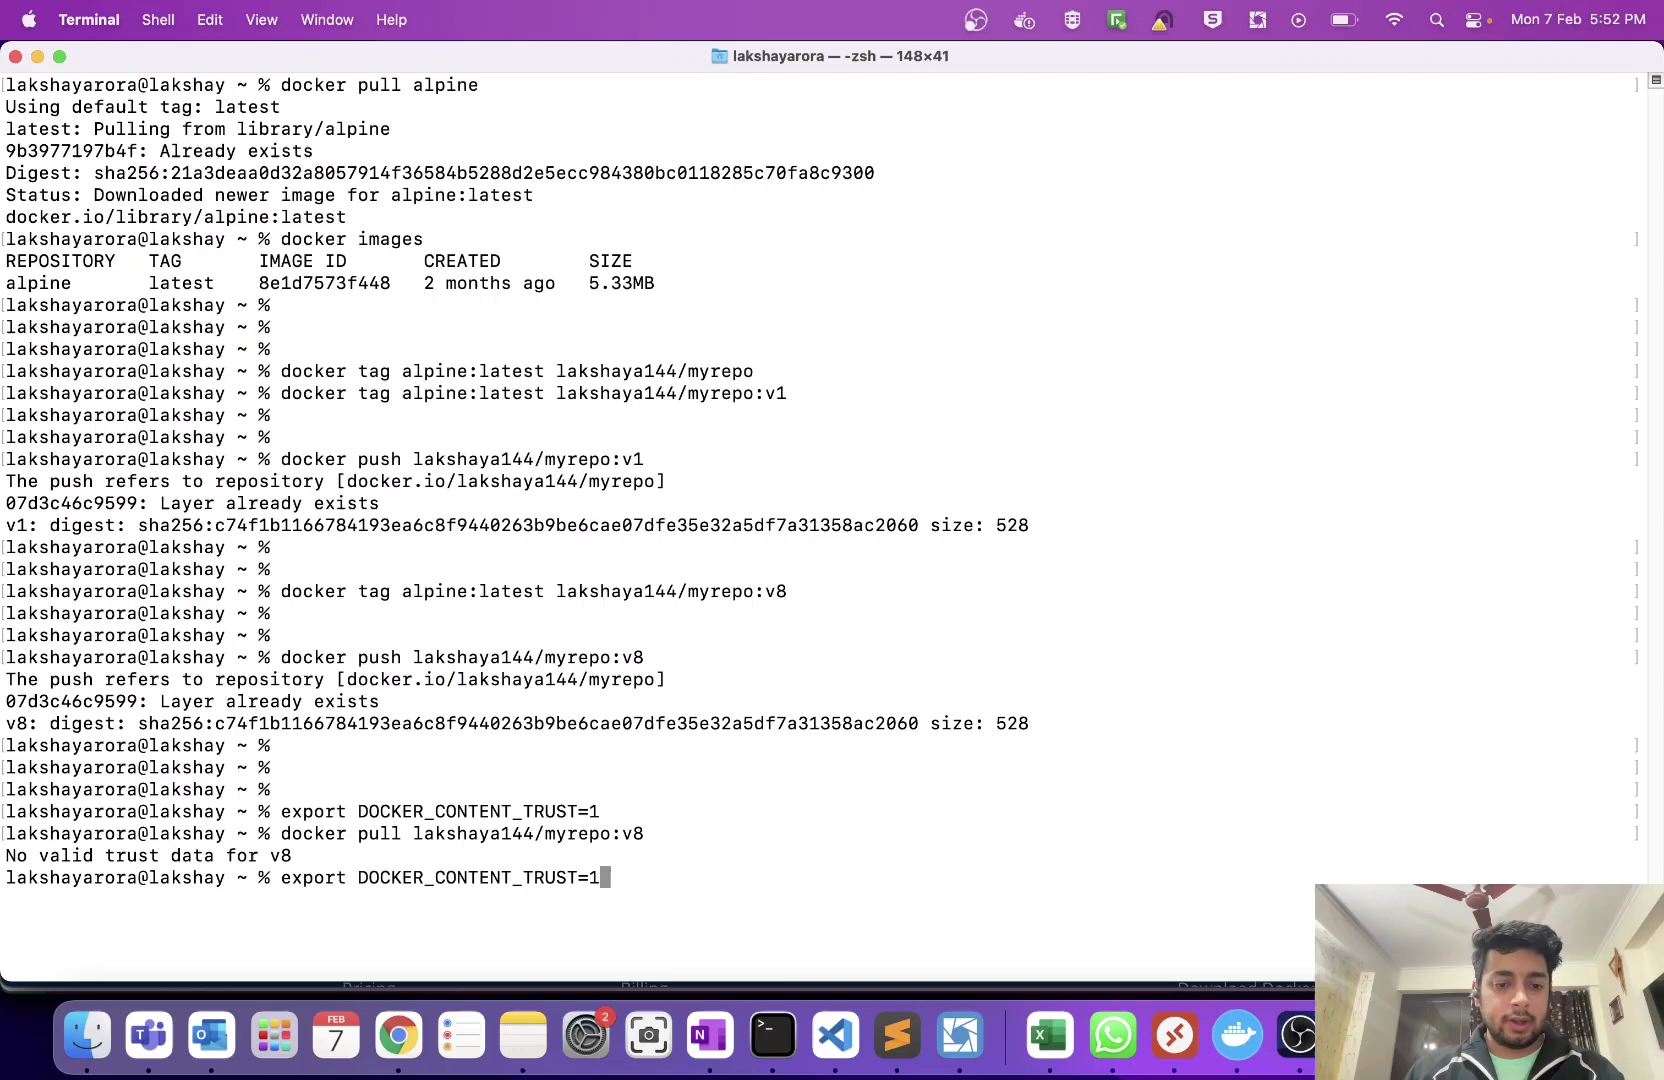 Terminal Shell Edit View Window Help Mon 7 Feb 5:52 PM
lakshayarora — -zsh — 148×41
lakshayarora@lakshay ~ % docker pull alpine
Using default tag: latest
latest: Pulling from library/alpine
9b3977197b4f: Already exists
Digest: sha256:21a3deaa0d32a8057914f36584b5288d2e5ecc984380bc0118285c70fa8c9300
Status: Downloaded newer image for alpine:latest
docker.io/library/alpine:latest
lakshayarora@lakshay ~ % docker images
REPOSITORY TAG IMAGE ID CREATED SIZE
alpine latest 8e1d7573f448 2 months ago 5.33MB
lakshayarora@lakshay ~ %
lakshayarora@lakshay ~ %
lakshayarora@lakshay ~ %
lakshayarora@lakshay ~ % docker tag alpine:latest lakshaya144/myrepo
lakshayarora@lakshay ~ % docker tag alpine:latest lakshaya144/myrepo:v1
lakshayarora@lakshay ~ %
lakshayarora@lakshay ~ %
lakshayarora@lakshay ~ % docker push lakshaya144/myrepo:v1
The push refers to repository [docker.io/lakshaya144/myrepo]
07d3c46c9599: Layer already exists
v1: digest: sha256:c74f1b1166784193ea6c8f9440263b9be6cae07dfe35e32a5df7a31358ac2060 size: 528
lakshayarora@lakshay ~ %
lakshayarora@lakshay ~ %
lakshayarora@lakshay ~ % docker tag alpine:latest lakshaya144/myrepo:v8
lakshayarora@lakshay ~ %
lakshayarora@lakshay ~ %
lakshayarora@lakshay ~ % docker push lakshaya144/myrepo:v8
The push refers to repository [docker.io/lakshaya144/myrepo]
07d3c46c9599: Layer already exists
v8: digest: sha256:c74f1b1166784193ea6c8f9440263b9be6cae07dfe35e32a5df7a31358ac2060 size: 528
lakshayarora@lakshay ~ %
lakshayarora@lakshay ~ %
lakshayarora@lakshay ~ %
lakshayarora@lakshay ~ % export DOCKER_CONTENT_TRUST=1
lakshayarora@lakshay ~ % docker pull lakshaya144/myrepo:v8
No valid trust data for v8
lakshayarora@lakshay ~ % export DOCKER_CONTENT_TRUST=1
FEB
7
2